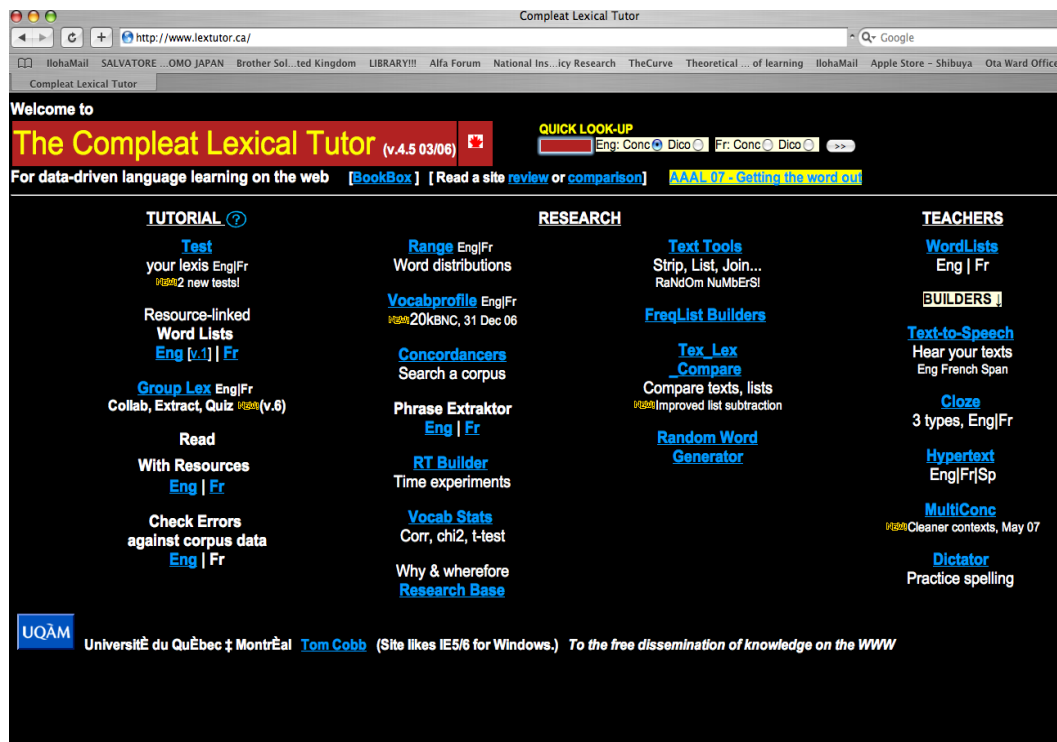 Compleat Lexical Tutor
http://www.lextutor.ca/
Google
IlohaMail SALVATORE ...OMO JAPAN Brother Sol...ted Kingdom LIBRARY!!! Alfa Forum National Ins...icy Research TheCurve Theoretical ... of learning IlohaMail Apple Store – Shibuya Ota Ward Office
Compleat Lexical Tutor
Welcome to
The Compleat Lexical Tutor (v.4.5 03/06)
QUICK LOOK-UP
Eng: Conc Dico Fr: Conc Dico >>
For data-driven language learning on the web [BookBox ] [ Read a site review or comparison] AAAL 07 - Getting the word out
TUTORIAL ?
Test
your lexis Eng|Fr
NEW 2 new tests!
Resource-linked
Word Lists
Eng [v.1] | Fr
Group Lex Eng|Fr
Collab, Extract, Quiz NEW (v.6)
Read
With Resources
Eng | Fr
Check Errors
against corpus data
Eng | Fr
RESEARCH
Range Eng|Fr
Word distributions
Vocabprofile Eng|Fr
NEW 20kBNC, 31 Dec 06
Concordancers
Search a corpus
Phrase Extraktor
Eng | Fr
RT Builder
Time experiments
Vocab Stats
Corr, chi2, t-test
Why & wherefore
Research Base
Text Tools
Strip, List, Join...
RaNdOm NuMbErS!
FreqList Builders
Tex_Lex
_Compare
Compare texts, lists
NEW Improved list subtraction
Random Word
Generator
TEACHERS
WordLists
Eng | Fr
BUILDERS ↓
Text-to-Speech
Hear your texts
Eng French Span
Cloze
3 types, Eng|Fr
Hypertext
Eng|Fr|Sp
MultiConc
NEW Cleaner contexts, May 07
Dictator
Practice spelling
UQÀM
UniversitÈ du QuÈbec ‡ MontrÈal Tom Cobb (Site likes IE5/6 for Windows.) To the free dissemination of knowledge on the WWW